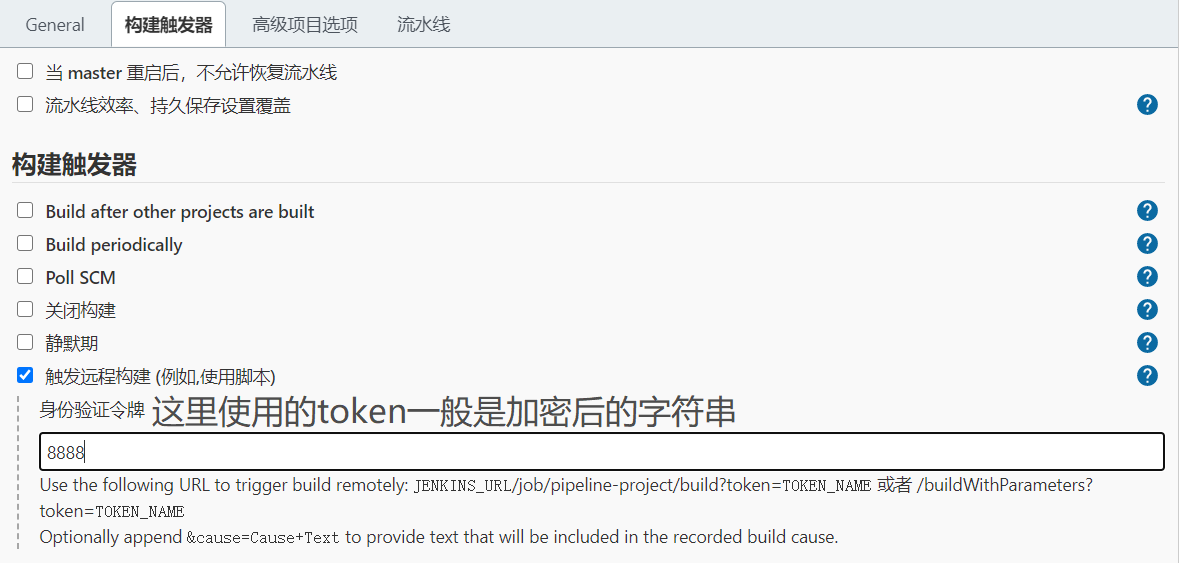 General 构建触发器 高级项目选项 流水线
当 master 重启后，不允许恢复流水线
流水线效率、持久保存设置覆盖
?
构建触发器
Build after other projects are built
?
Build periodically
?
Poll SCM
?
关闭构建
?
静默期
?
触发远程构建 (例如,使用脚本)
?
身份验证令牌 这里使用的token一般是加密后的字符串
8888
Use the following URL to trigger build remotely: JENKINS_URL/job/pipeline-project/build?token=TOKEN_NAME 或者 /buildWithParameters?
token=TOKEN_NAME
Optionally append &cause=Cause+Text to provide text that will be included in the recorded build cause.